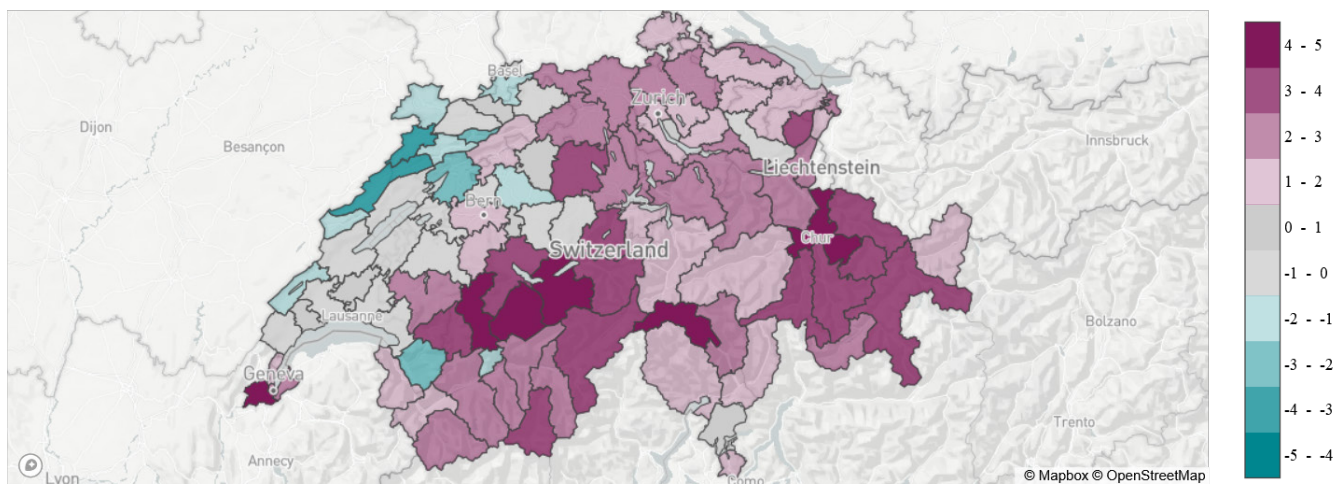 Basel
Zurich
Dijon
Besançon
Innsbruck
Liechtenstein
Bern
Chur
Switzerland
Lausanne
Bolzano
Geneva
Trento
Annecy
Lyon
Como
© Mapbox © OpenStreetMap
4 - 5
3 - 4
2 - 3
1 - 2
0 - 1
-1 - 0
-2 - -1
-3 - -2
-4 - -3
-5 - -4